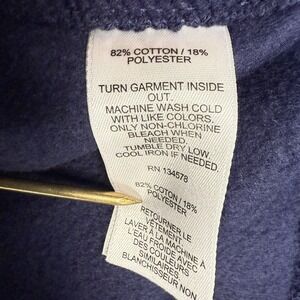 82% COTTON / 18%
POLYESTER
TURN GARMENT INSIDE
OUT.
MACHINE WASH COLD
WITH LIKE COLORS.
ONLY NON-CHLORINE
BLEACH WHEN
NEEDED.
TUMBLE DRY LOW.
COOL IRON IF NEEDED.
RN 134578
82% COTON / 18%
POLYESTER
RETOURNER LE
VÊTEMENT À
LAVER À LA MACHINE À
L'EAU FROIDE AVEC
DES COULEURS
SIMILAIRES.
BLANCHISSEUR NON